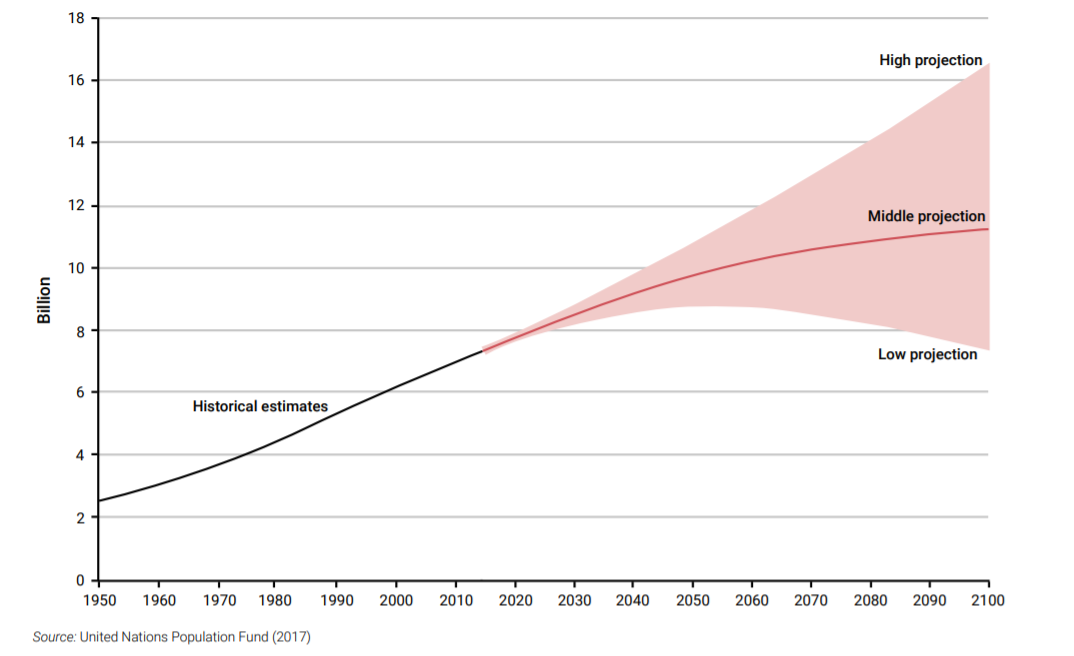 18
High projection
16
14
12
Middle projection
10
Billion
8
Low projection
6
Historical estimates
4
2
0
1950 1960 1970 1980 1990 2000 2010 2020 2030 2040 2050 2060 2070 2080 2090 2100
Source: United Nations Population Fund (2017)